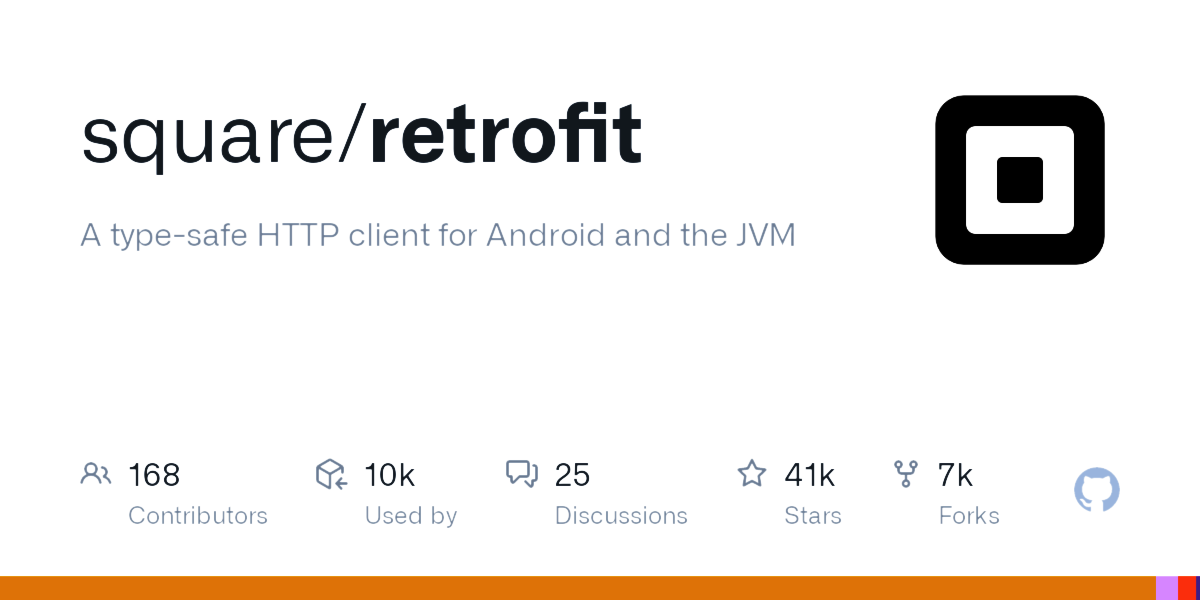 square/retrofit
A type-safe HTTP client for Android and the JVM
168 10k 25 41k 7k
Contributors Used by Discussions Stars Forks